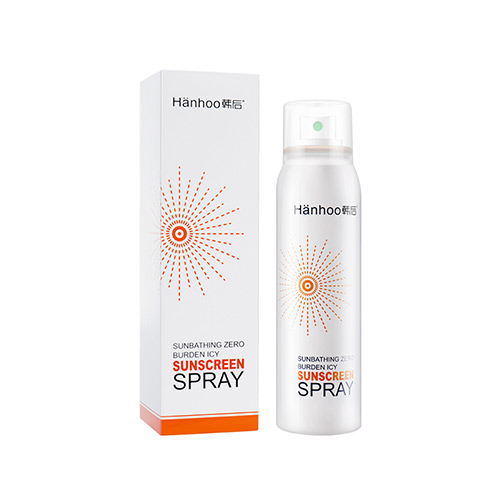 Hänhoo韩后
SUNBATHING ZERO
BURDEN ICY
SUNSCREEN
SPRAY
Hänhoo韩后
SUNBATHING ZERO
BURDEN ICY
SUNSCREEN
SPRAY